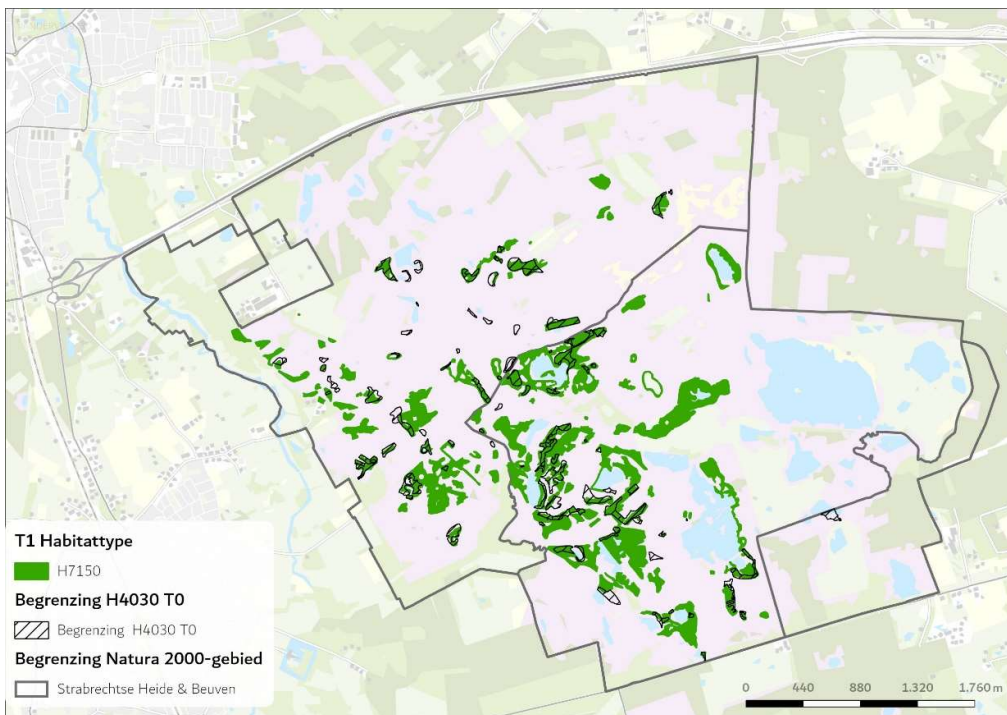 T1 Habitattype
H7150
Begrenzing H4030 T0
Begrenzing H4030 T0
Begrenzing Natura 2000-gebied
Strabrechtse Heide & Beuven
0 440 880 1.320 1.760 m